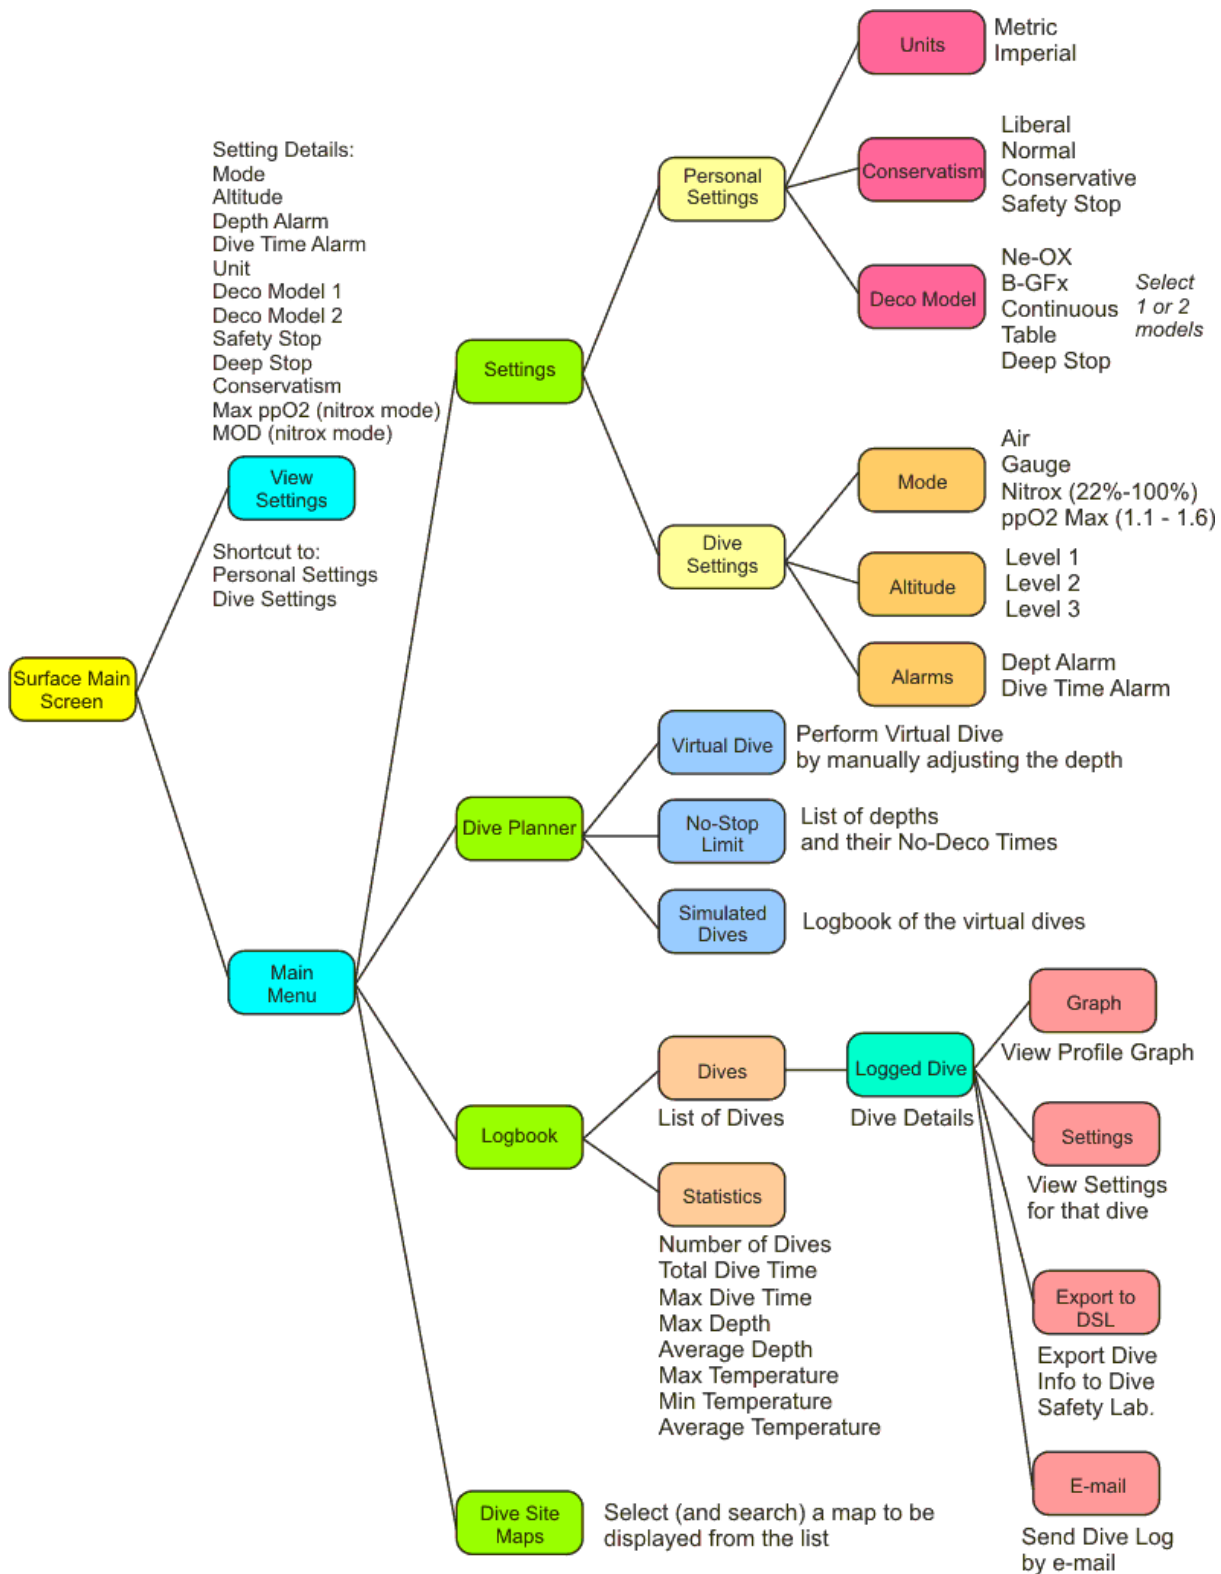 Surface Main
Screen
Setting Details:
Mode
Altitude
Depth Alarm
Dive Time Alarm
Unit
Deco Model 1
Deco Model 2
Safety Stop
Deep Stop
Conservatism
Max ppO2 (nitrox mode)
MOD (nitrox mode)
View
Settings
Shortcut to:
Personal Settings
Dive Settings
Main
Menu
Settings
Personal
Settings
Units
Metric
Imperial
Conservatism
Liberal
Normal
Conservative
Safety Stop
Deco Model
Ne-OX
B-GFx
Continuous
Table
Deep Stop
Select
1 or 2
models
Dive
Settings
Mode
Air
Gauge
Nitrox (22%-100%)
ppO2 Max (1.1 - 1.6)
Altitude
Level 1
Level 2
Level 3
Alarms
Dept Alarm
Dive Time Alarm
Dive Planner
Virtual Dive
Perform Virtual Dive
by manually adjusting the depth
No-Stop
Limit
List of depths
and their No-Deco Times
Simulated
Dives
Logbook of the virtual dives
Logbook
Dives
List of Dives
Logged Dive
Dive Details
Graph
View Profile Graph
Settings
View Settings
for that dive
Export to
DSL
Export Dive
Info to Dive
Safety Lab.
E-mail
Send Dive Log
by e-mail
Statistics
Number of Dives
Total Dive Time
Max Dive Time
Max Depth
Average Depth
Max Temperature
Min Temperature
Average Temperature
Dive Site
Maps
Select (and search) a map to be
displayed from the list